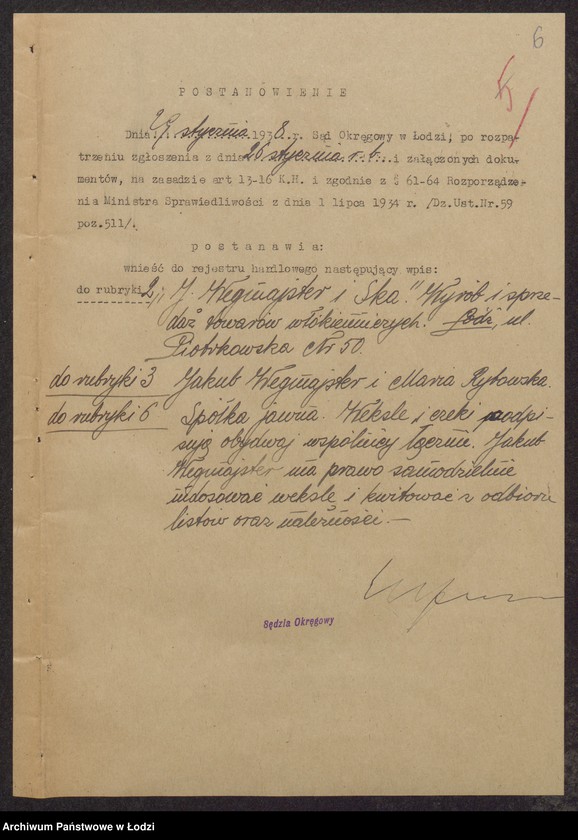 6
POSTANOWIENIE
Dnia 29 stycznia 1938 r. Sąd Okręgowy w Łodzi, po rozpa-
trzeniu zgłoszenia z dnia 26 stycznia r.b. i załączonych doku-
mentów, na zasadzie art 13-16 K.H. i zgodnie z § 61-64 Rozporządze-
nia Ministra Sprawiedliwości z dnia 1 lipca 1934 r. /Dz.Ust.Nr.59
poz.511/.
postanawia:
wnieść do rejestru handlowego następujący wpis:
do rubryki 2, "J. Węgmajster i Ska." Wyrób i sprze-
daż towarów włókienniczych. Łódź, ul.
Piotrkowska Nr 50.
do rubryki 3 Jakub Węgmajster i Maria Rytowska.
do rubryki 6 Spółka jawna. Weksle i czeki podpi-
sują obydwaj wspólnicy łącznie. Jakub
Węgmajster ma prawo samodzielnie
indosować weksle i kwitować z odbioru
listów oraz należności. —
Sędzia Okręgowy
Archiwum Państwowe w Łodzi